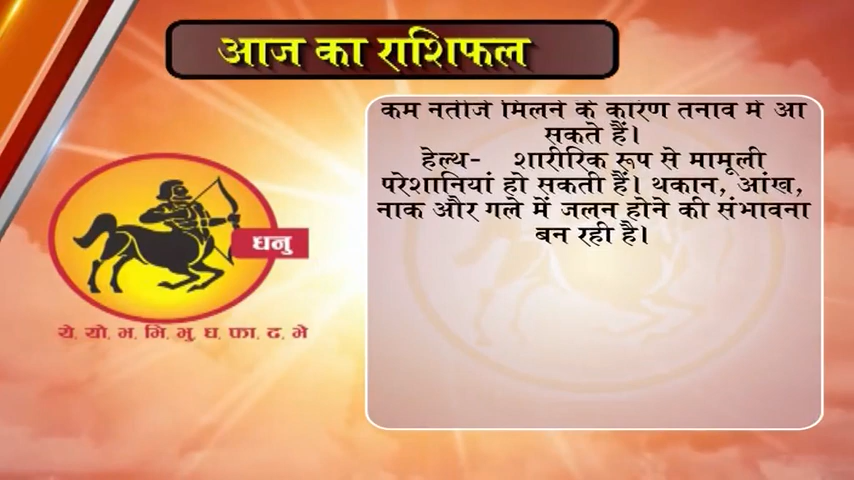 आज का राशिफल
कम नतीजे मिलने के कारण तनाव में आ
सकते हैं।
हेल्थ- शारीरिक रूप से मामूली
परेशानियां हो सकती हैं। थकान, आंख,
नाक और गले में जलन होने की संभावना
बन रही है।
धनु
ये, यो, भ, भि, भु, ध, फा, ढ, भे